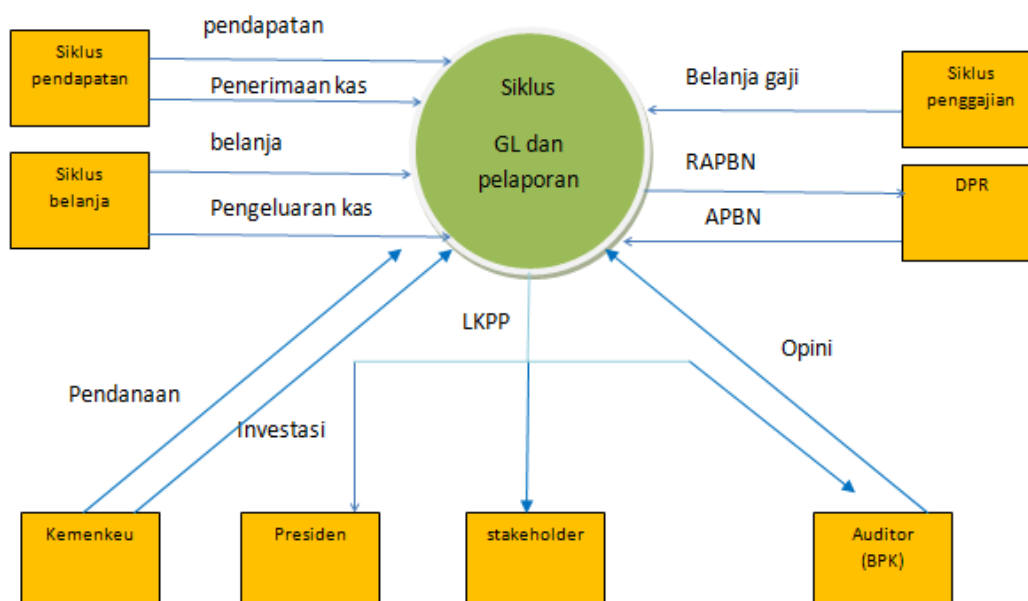 pendapatan
Siklus
pendapatan
Penerimaan kas
Siklus
GL dan
pelaporan
Belanja gaji
Siklus
penggajian
belanja
Siklus
belanja
Pengeluaran kas
RAPBN
DPR
APBN
LKPP
Opini
Pendanaan
Investasi
Kemenkeu
Presiden
stakeholder
Auditor
(BPK)